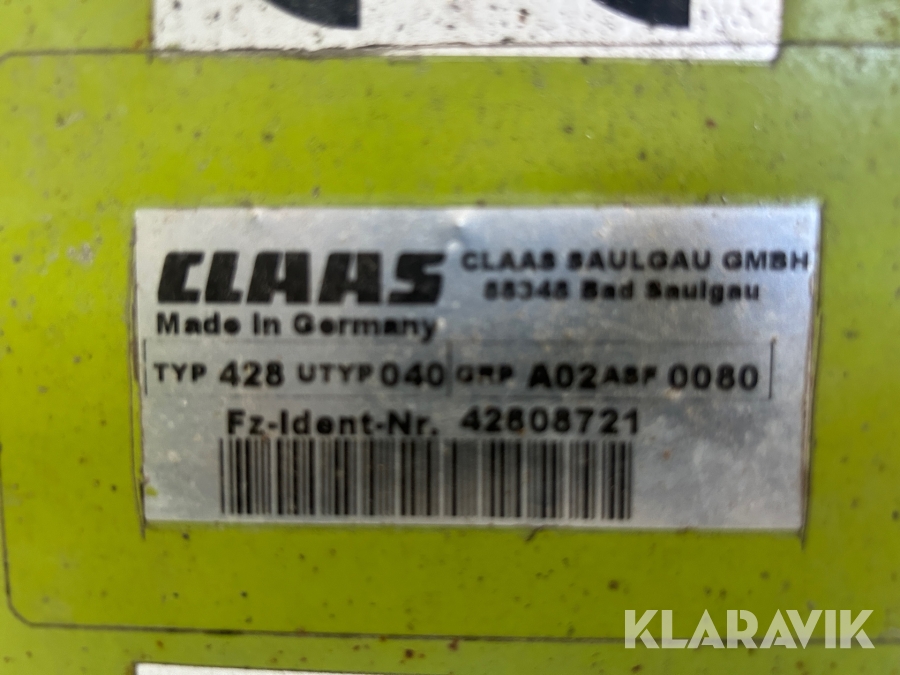 CLAAS
CLAAS SAULGAU GMBH
88348 Bad Saulgau
Made in Germany
TYP 428 UTYP 040 GRP A02 ABF 0080
Fz-Ident-Nr. 42808721
KLARAVIK